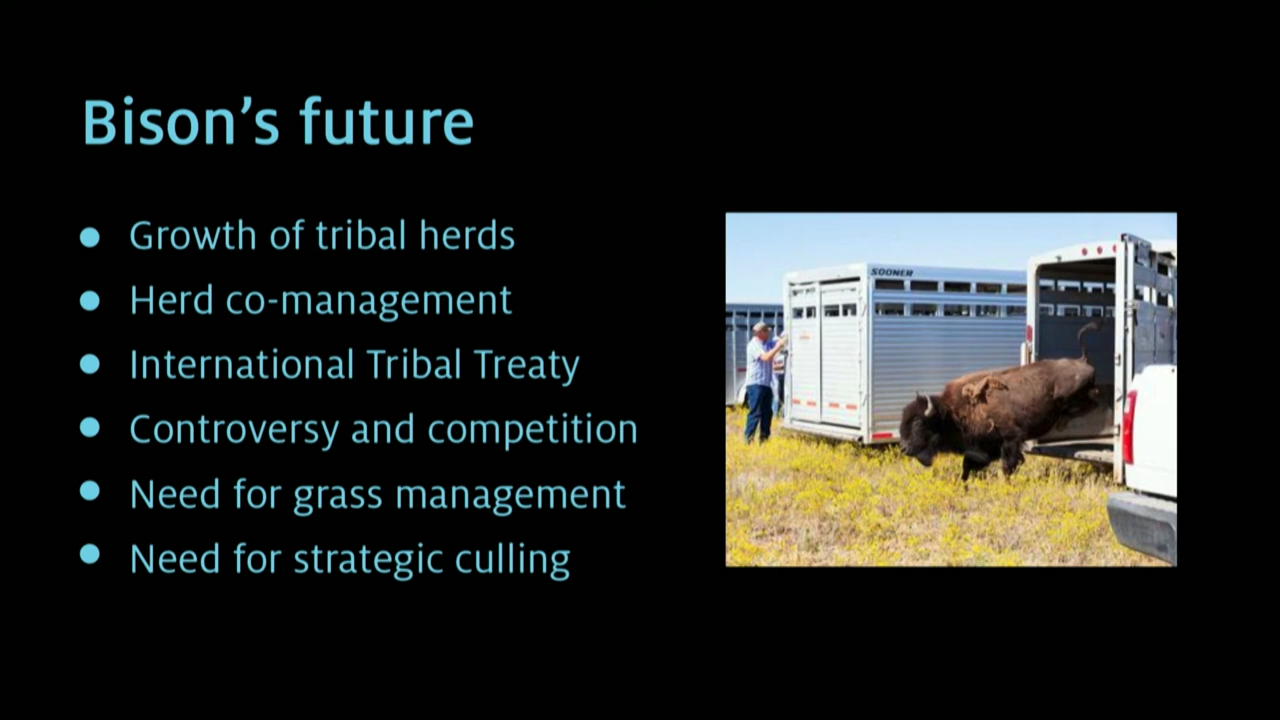 Bison’s future
Growth of tribal herds
Herd co-management
International Tribal Treaty
Controversy and competition
Need for grass management
Need for strategic culling
SOONER